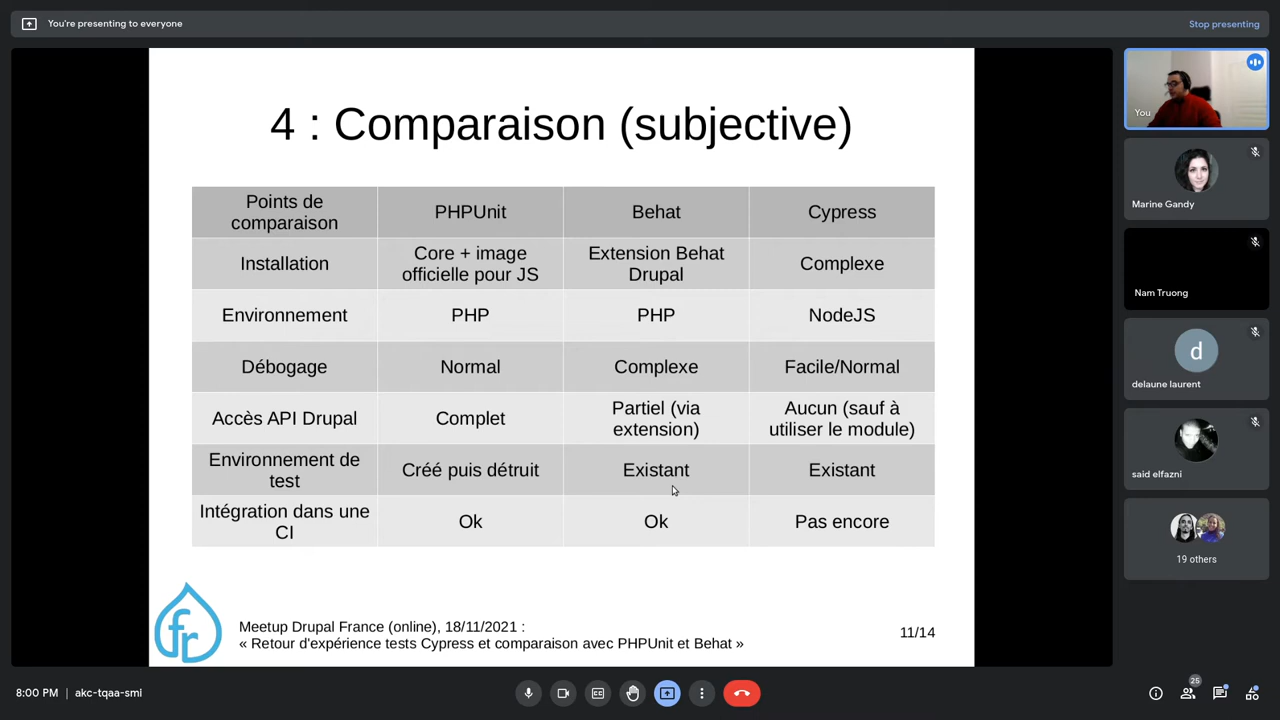 You're presenting to everyone
Stop presenting
4 : Comparaison (subjective)
Points de
comparaison
PHPUnit
Behat
Cypress
Installation
Core + image
officielle pour JS
Extension Behat
Drupal
Complexe
Environnement
PHP
PHP
NodeJS
Débogage
Normal
Complexe
Facile/Normal
Accès API Drupal
Complet
Partiel (via
extension)
Aucun (sauf à
utiliser le module)
Environnement de
test
Créé puis détruit
Existant
Existant
Intégration dans une
CI
Ok
Ok
Pas encore
fr
Meetup Drupal France (online), 18/11/2021 :
« Retour d'expérience tests Cypress et comparaison avec PHPUnit et Behat »
11/14
You
Marine Gandy
Nam Truong
d
delaune laurent
said elfazni
19 others
8:00 PM | akc-tqaa-smi
25